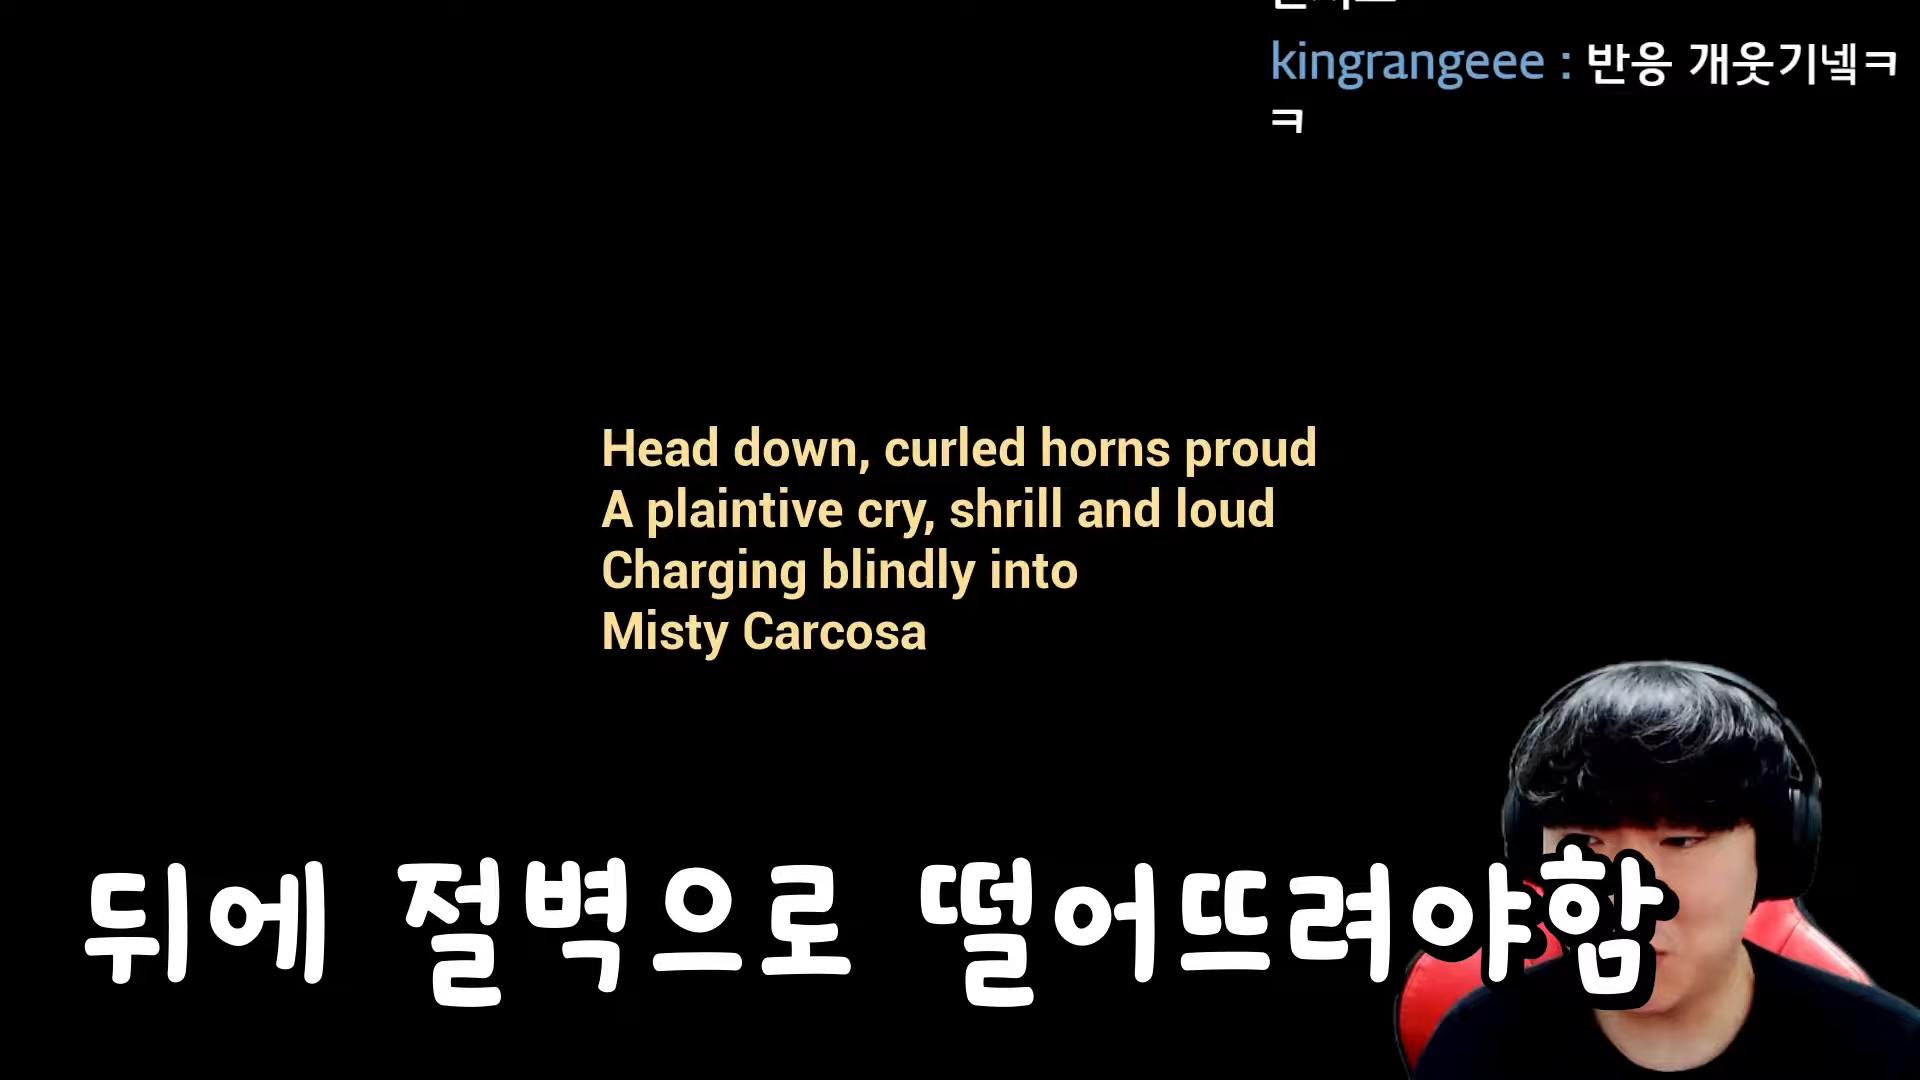 kingrangeee : 반응 개웃기넼ㅋ
ㅋ
Head down, curled horns proud
A plaintive cry, shrill and loud
Charging blindly into
Misty Carcosa
뒤에 절벽으로 떨어뜨려야함